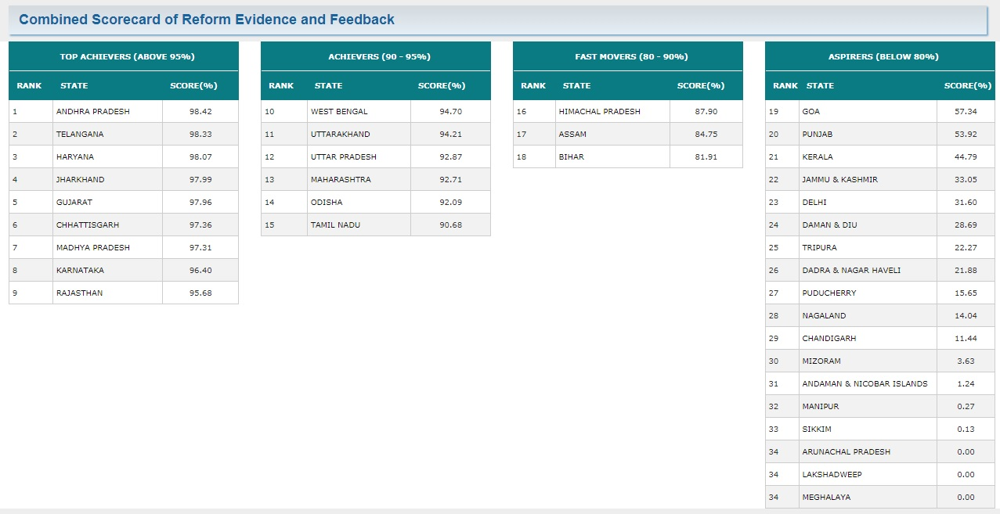 Combined Scorecard of Reform Evidence and Feedback
TOP ACHIEVERS (ABOVE 95%)
RANK STATE SCORE(%)
1 ANDHRA PRADESH 98.42
2 TELANGANA 98.33
3 HARYANA 98.07
4 JHARKHAND 97.99
5 GUJARAT 97.96
6 CHHATTISGARH 97.36
7 MADHYA PRADESH 97.31
8 KARNATAKA 96.40
9 RAJASTHAN 95.68
ACHIEVERS (90 - 95%)
RANK STATE SCORE(%)
10 WEST BENGAL 94.70
11 UTTARAKHAND 94.21
12 UTTAR PRADESH 92.87
13 MAHARASHTRA 92.71
14 ODISHA 92.09
15 TAMIL NADU 90.68
FAST MOVERS (80 - 90%)
RANK STATE SCORE(%)
16 HIMACHAL PRADESH 87.90
17 ASSAM 84.75
18 BIHAR 81.91
ASPIRERS (BELOW 80%)
RANK STATE SCORE(%)
19 GOA 57.34
20 PUNJAB 53.92
21 KERALA 44.79
22 JAMMU & KASHMIR 33.05
23 DELHI 31.60
24 DAMAN & DIU 28.69
25 TRIPURA 22.27
26 DADRA & NAGAR HAVELI 21.88
27 PUDUCHERRY 15.65
28 NAGALAND 14.04
29 CHANDIGARH 11.44
30 MIZORAM 3.63
31 ANDAMAN & NICOBAR ISLANDS 1.24
32 MANIPUR 0.27
33 SIKKIM 0.13
34 ARUNACHAL PRADESH 0.00
34 LAKSHADWEEP 0.00
34 MEGHALAYA 0.00